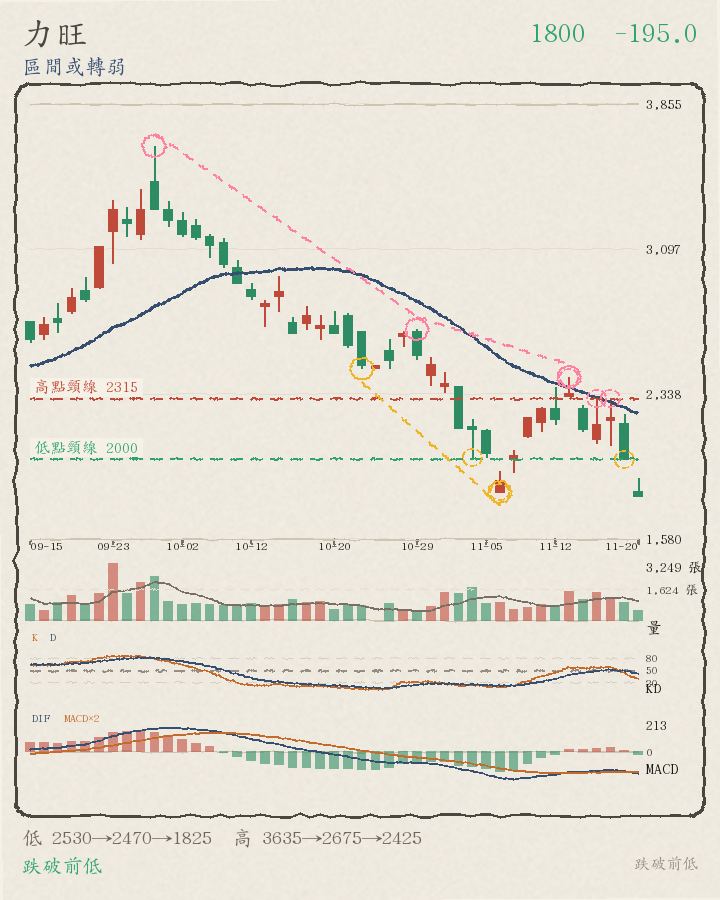 力旺 1800 -195.0
區間或轉弱
3,855
3,097
高點頸線 2315
2,338
低點頸線 2000
1,580
09-15 09-23 10-02 10-12 10-20 10-29 11-05 11-12 11-20
3,249 張
1,624 張
量
K D
80
50
20
KD
DIF MACD×2
213
0
MACD
低 2530→2470→1825 高 3635→2675→2425
跌破前低 跌破前低